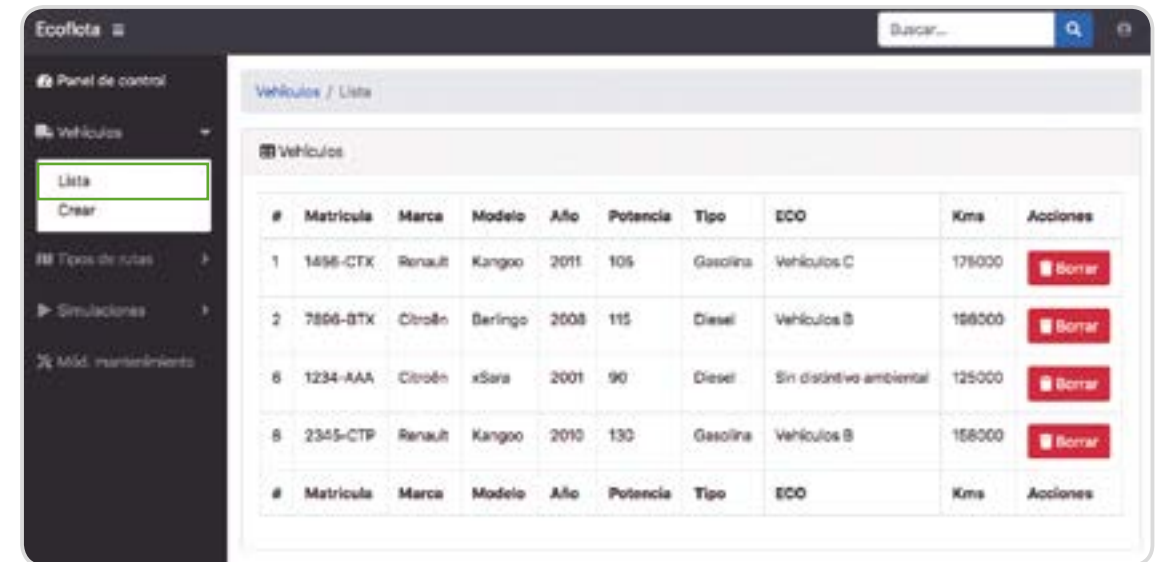 Ecoflota
Buscar...
Panel de control
Vehículos
Lista
Crear
Tipos de rutas
Simulaciones
Mód. mantenimiento
Vehículos / Lista
Vehículos
# Matrícula Marca Modelo Año Potencia Tipo ECO Kms Acciones
1 1456-CTX Renault Kangoo 2011 105 Gasolina Vehículos C 175000 Borrar
2 7896-BTX Citroên Berlingo 2008 115 Diesel Vehículos B 198000 Borrar
6 1234-AAA Citroên xSara 2001 90 Diesel Sin distintivo ambiental 125000 Borrar
8 2345-CTP Renault Kangoo 2010 130 Gasolina Vehículos B 158000 Borrar
# Matrícula Marca Modelo Año Potencia Tipo ECO Kms Acciones